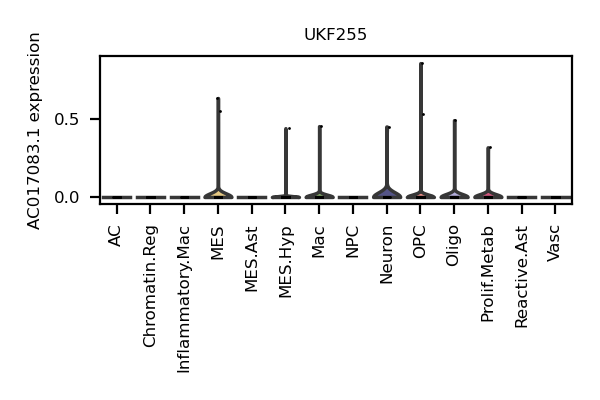 UKF255
AC017083.1 expression
0.5
0.0
AC
Chromatin.Reg
Inflammatory.Mac
MES
MES.Ast
MES.Hyp
Mac
NPC
Neuron
OPC
Oligo
Prolif.Metab
Reactive.Ast
Vasc